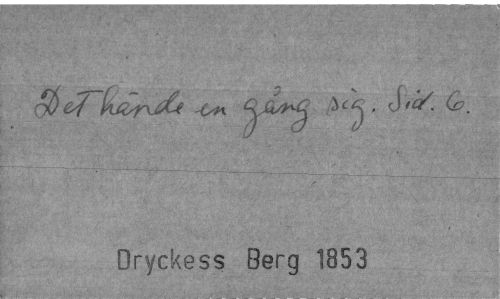 Det hände en gång sig. Sid. 6.
Dryckess Berg 1853